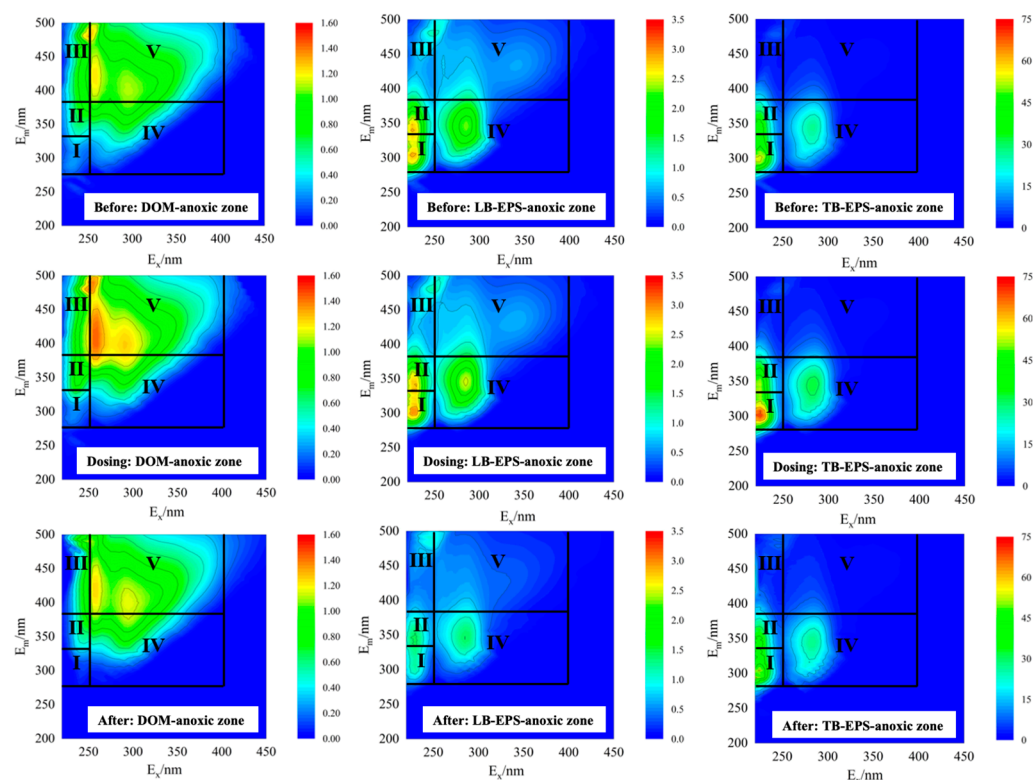 500
450
400
350
300
250
200
E_m/nm
III
V
II
IV
I
Before: DOM-anoxic zone
250
300
350
400
450
E_x/nm
1.60
1.40
1.20
1.00
0.80
0.60
0.40
0.20
0.00
500
450
400
350
300
250
200
E_m/nm
III
V
II
IV
I
Before: LB-EPS-anoxic zone
250
300
350
400
450
E_x/nm
3.5
3.0
2.5
2.0
1.5
1.0
0.5
0.0
500
450
400
350
300
250
200
E_m/nm
III
V
II
IV
I
Before: TB-EPS-anoxic zone
250
300
350
400
450
E_x/nm
75
60
45
30
15
0
500
450
400
350
300
250
200
E_m/nm
III
V
II
IV
I
Dosing: DOM-anoxic zone
250
300
350
400
450
E_x/nm
1.60
1.40
1.20
1.00
0.80
0.60
0.40
0.20
0.00
500
450
400
350
300
250
200
E_m/nm
III
V
II
IV
I
Dosing: LB-EPS-anoxic zone
250
300
350
400
450
E_x/nm
3.5
3.0
2.5
2.0
1.5
1.0
0.5
0.0
500
450
400
350
300
250
200
E_m/nm
III
V
II
IV
I
Dosing: TB-EPS-anoxic zone
250
300
350
400
450
E_x/nm
75
60
45
30
15
0
500
450
400
350
300
250
200
E_m/nm
III
V
II
IV
I
After: DOM-anoxic zone
250
300
350
400
450
E_x/nm
1.60
1.40
1.20
1.00
0.80
0.60
0.40
0.20
0.00
500
450
400
350
300
250
200
E_m/nm
III
V
II
IV
I
After: LB-EPS-anoxic zone
250
300
350
400
450
E_x/nm
3.5
3.0
2.5
2.0
1.5
1.0
0.5
0.0
500
450
400
350
300
250
200
E_m/nm
III
V
II
IV
I
After: TB-EPS-anoxic zone
250
300
350
400
450
75
60
45
30
15
0